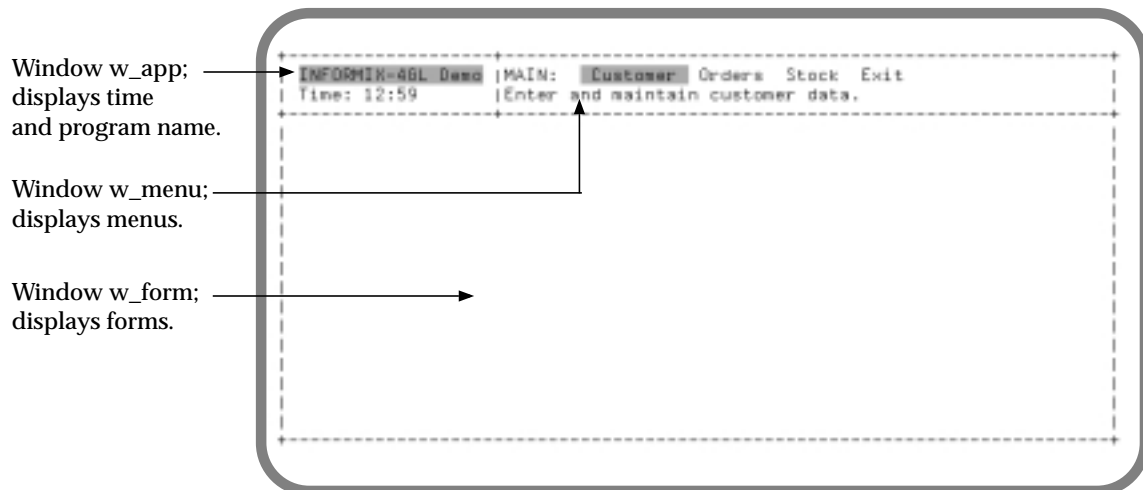 Window w_app;
displays time
and program name.
INFORMIX-4GL Demo
MAIN: Customer Orders Stock Exit
Time: 12:59
Enter and maintain customer data.
Window w_menu;
displays menus.
Window w_form;
displays forms.